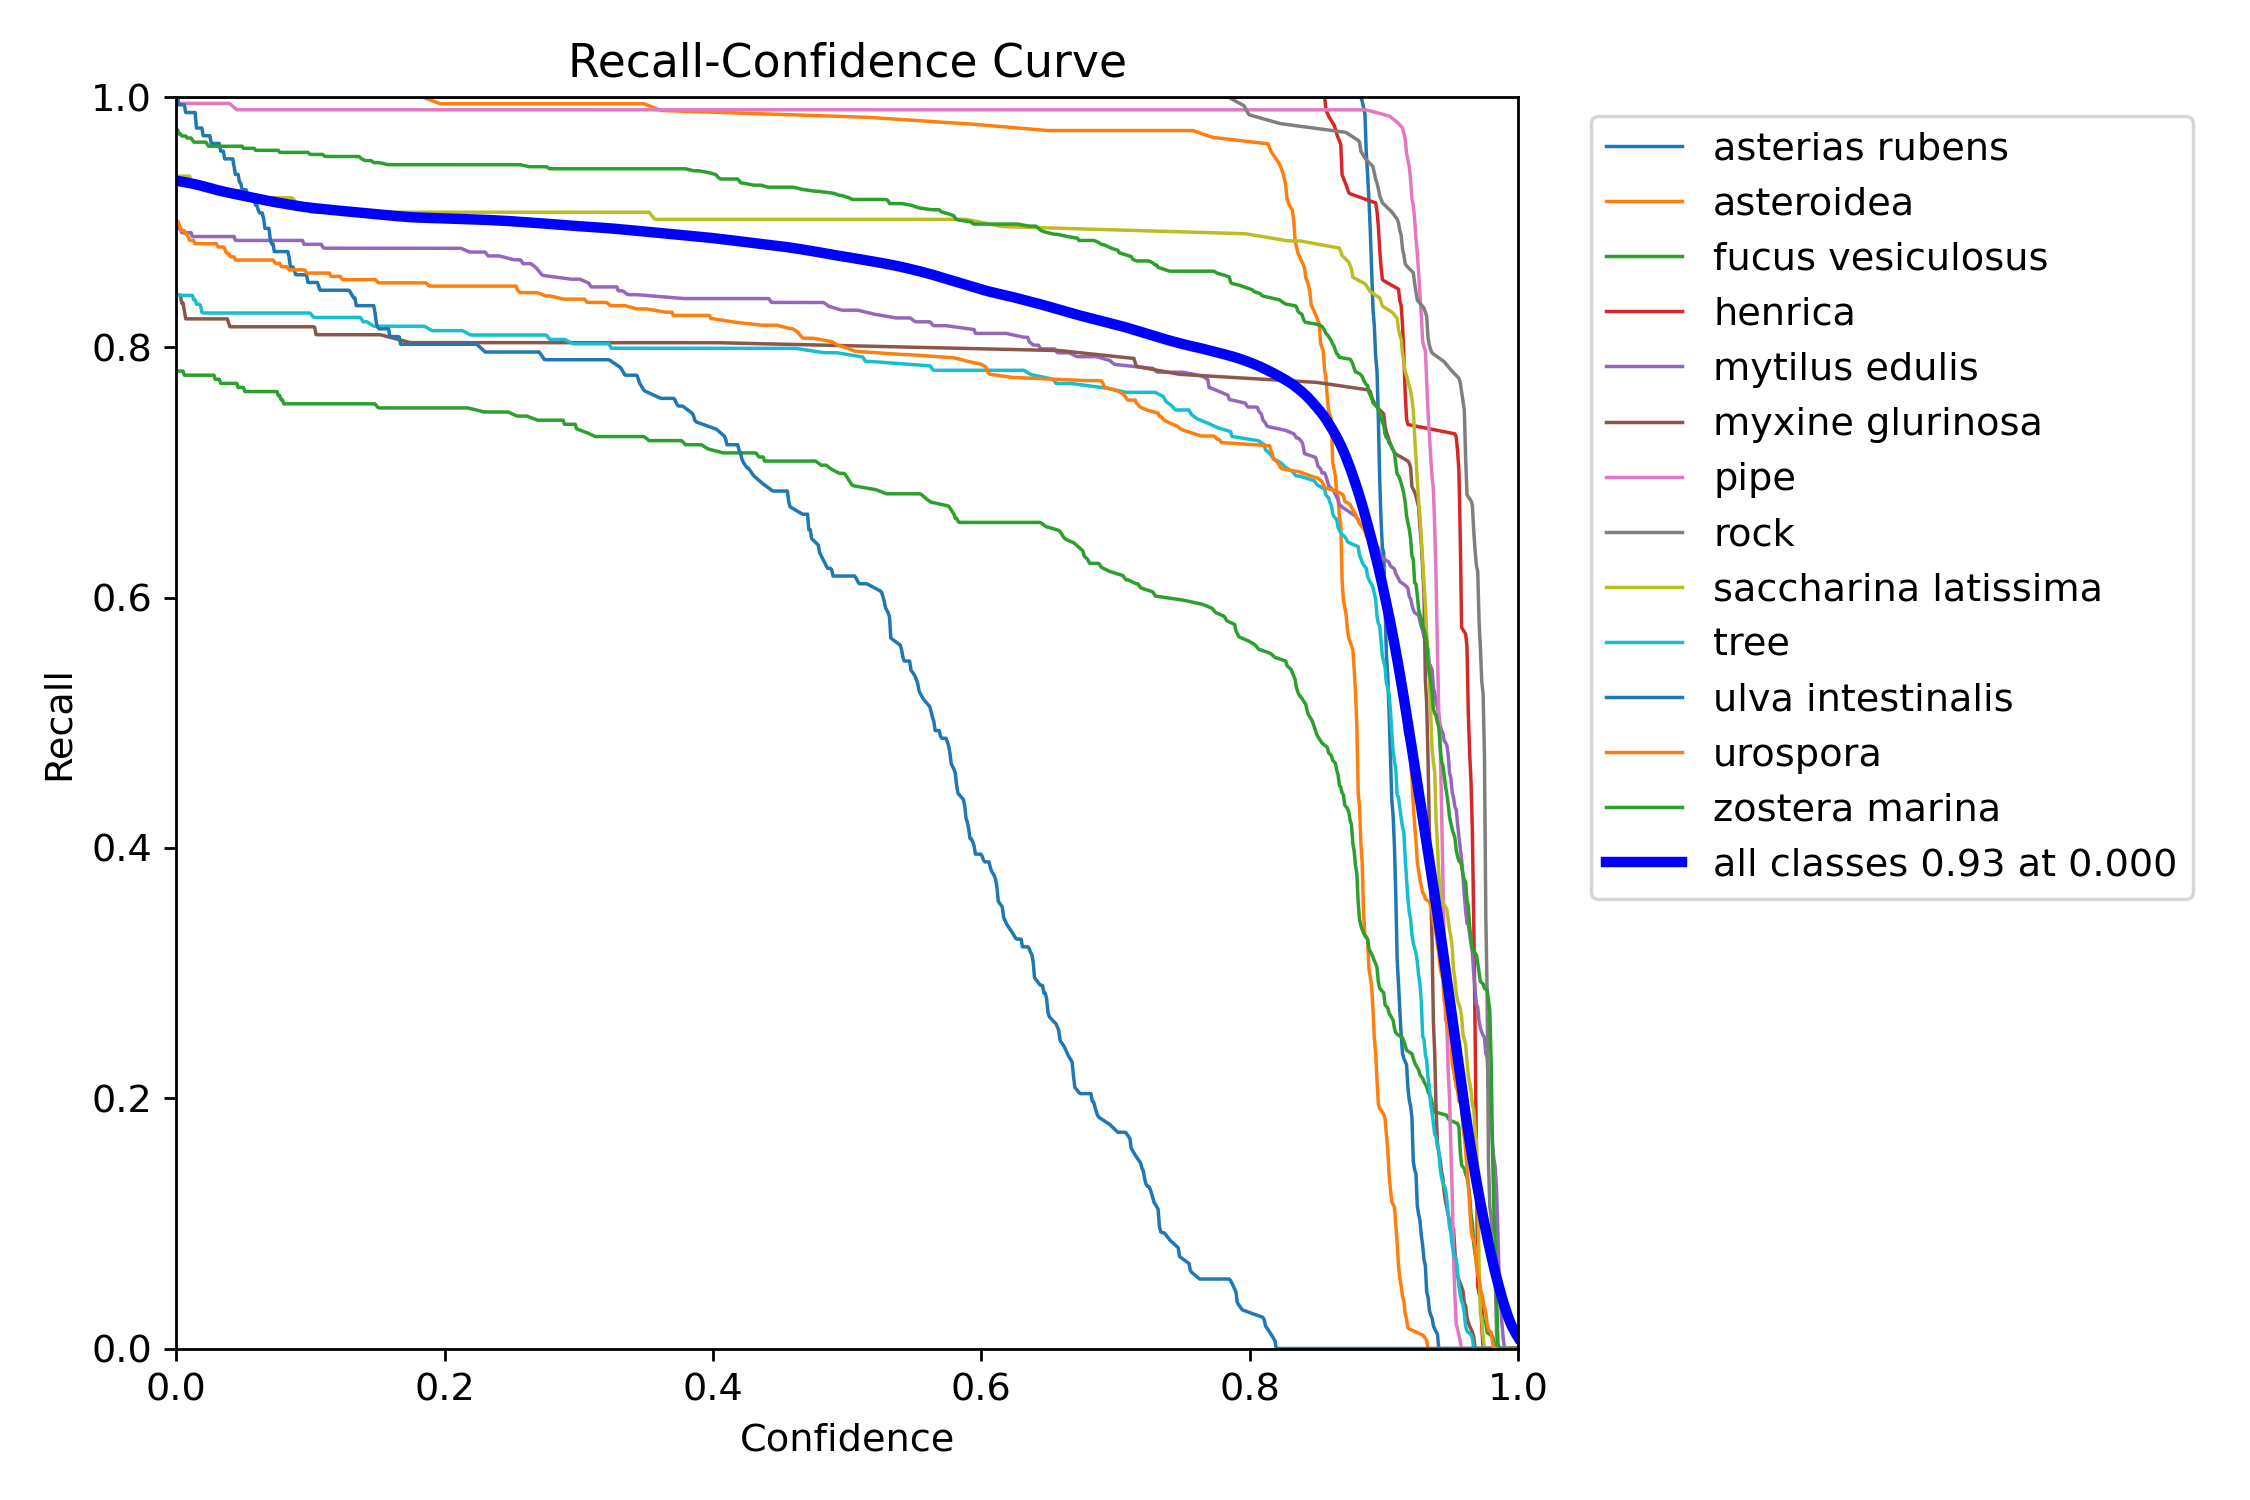 Recall-Confidence Curve
1.0
0.8
0.6
0.4
0.2
0.0
Recall
0.0 0.2 0.4 0.6 0.8 1.0
Confidence
asterias rubens
asteroidea
fucus vesiculosus
henrica
mytilus edulis
myxine glurinosa
pipe
rock
saccharina latissima
tree
ulva intestinalis
urospora
zostera marina
all classes 0.93 at 0.000